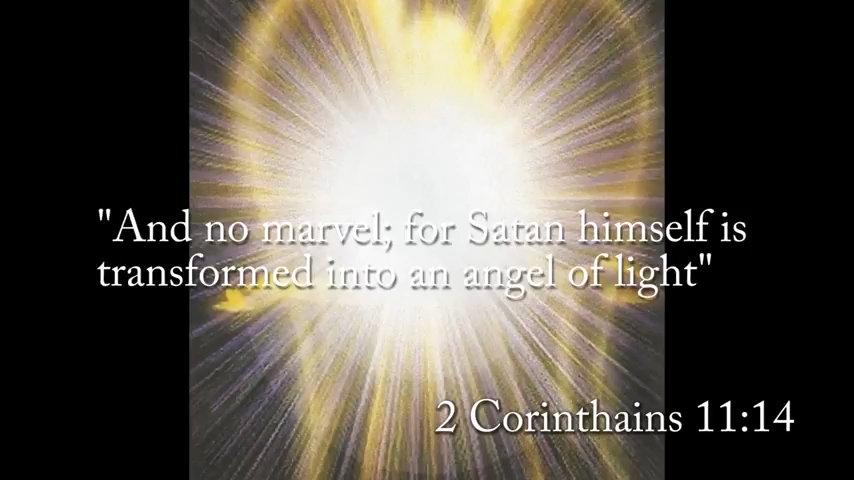 "And no marvel; for Satan himself is
transformed into an angel of light"
2 Corinthains 11:14